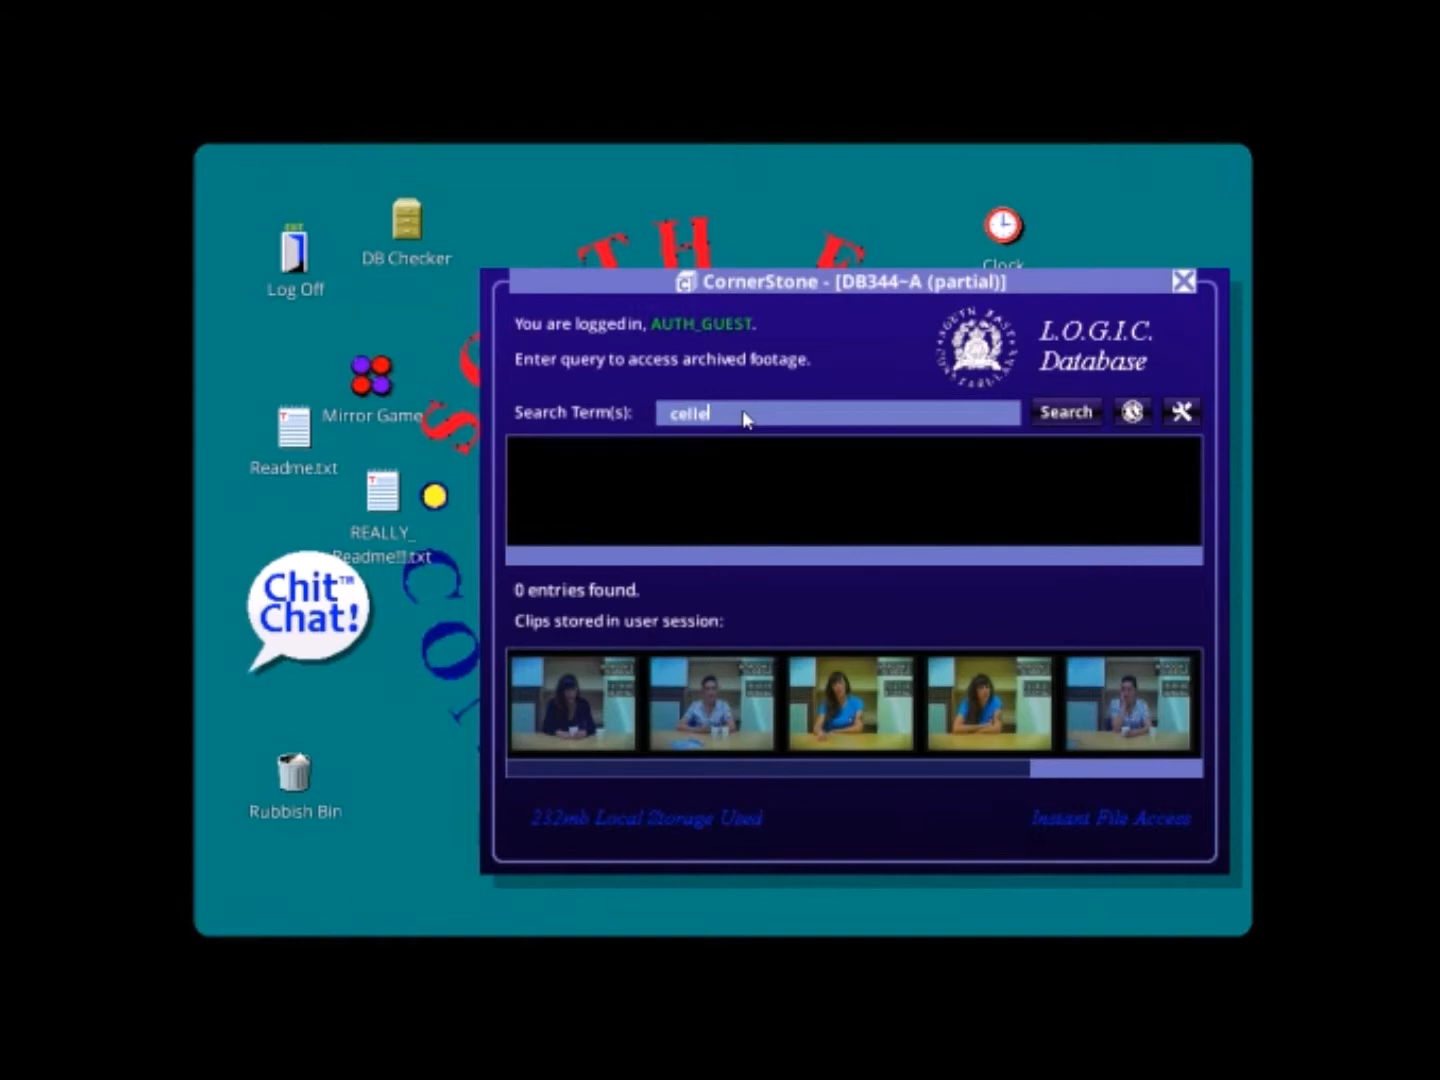 EXIT
Log Off
DB Checker
T H E
Clock
CornerStone - [DB344~A (partial)]
You are logged in, AUTH_GUEST.
Enter query to access archived footage.
L.O.G.I.C.
Database
Search Term(s):
celle
Search
Mirror Game
Readme.txt
REALLY_
Readme!!!.txt
S S
C O
0 entries found.
Clips stored in user session:
Chit™
Chat!
Rubbish Bin
232mb Local Storage Used
Instant File Access